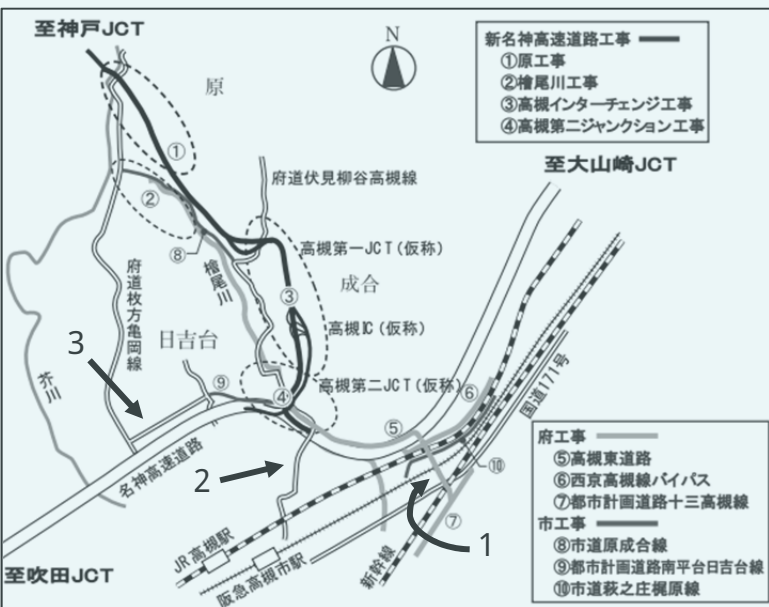 至神戸JCT
N
原
新名神高速道路工事
①原工事
②檜尾川工事
③高槻インターチェンジ工事
④高槻第二ジャンクション工事
至大山崎JCT
①
府道伏見柳谷高槻線
②
⑧
高槻第一JCT(仮称)
府道枚方亀岡線
檜尾川
成合
③
3
日吉台
高槻IC(仮称)
芥川
⑨
④
高槻第二JCT(仮称)
⑥
国道171号
⑤
名神高速道路
2
⑩
府工事
⑤高槻東道路
⑥西京高槻線バイパス
⑦都市計画道路十三高槻線
市工事
⑧市道原成合線
⑨都市計画道路南平台日吉台線
⑩市道萩之庄梶原線
⑦
1
JR高槻駅
阪急高槻市駅
新幹線
至吹田JCT